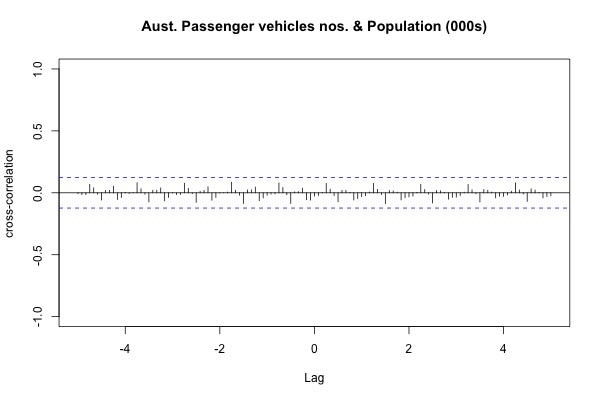 Aust. Passenger vehicles nos. & Population (000s)
1.0
0.5
0.0
-0.5
-1.0
cross-correlation
-4 -2 0 2 4
Lag